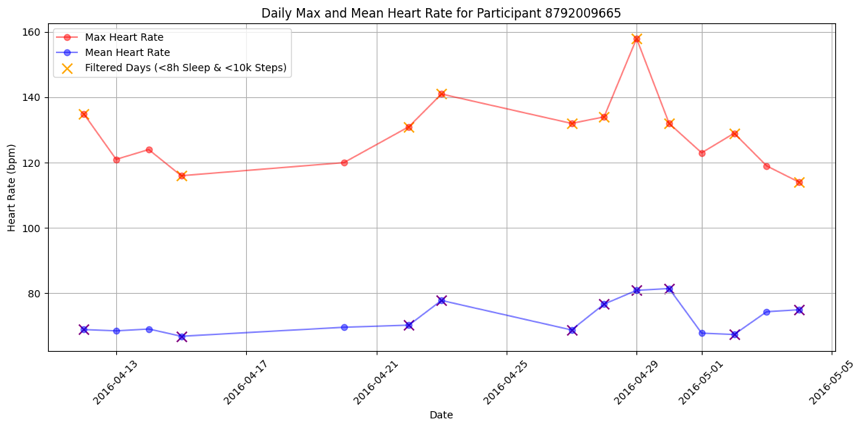 Daily Max and Mean Heart Rate for Participant 8792009665
Max Heart Rate
Mean Heart Rate
Filtered Days (<8h Sleep & <10k Steps)
Heart Rate (bpm)
160
140
120
100
80
2016-04-13
2016-04-17
2016-04-21
2016-04-25
2016-04-29
2016-05-01
2016-05-05
Date